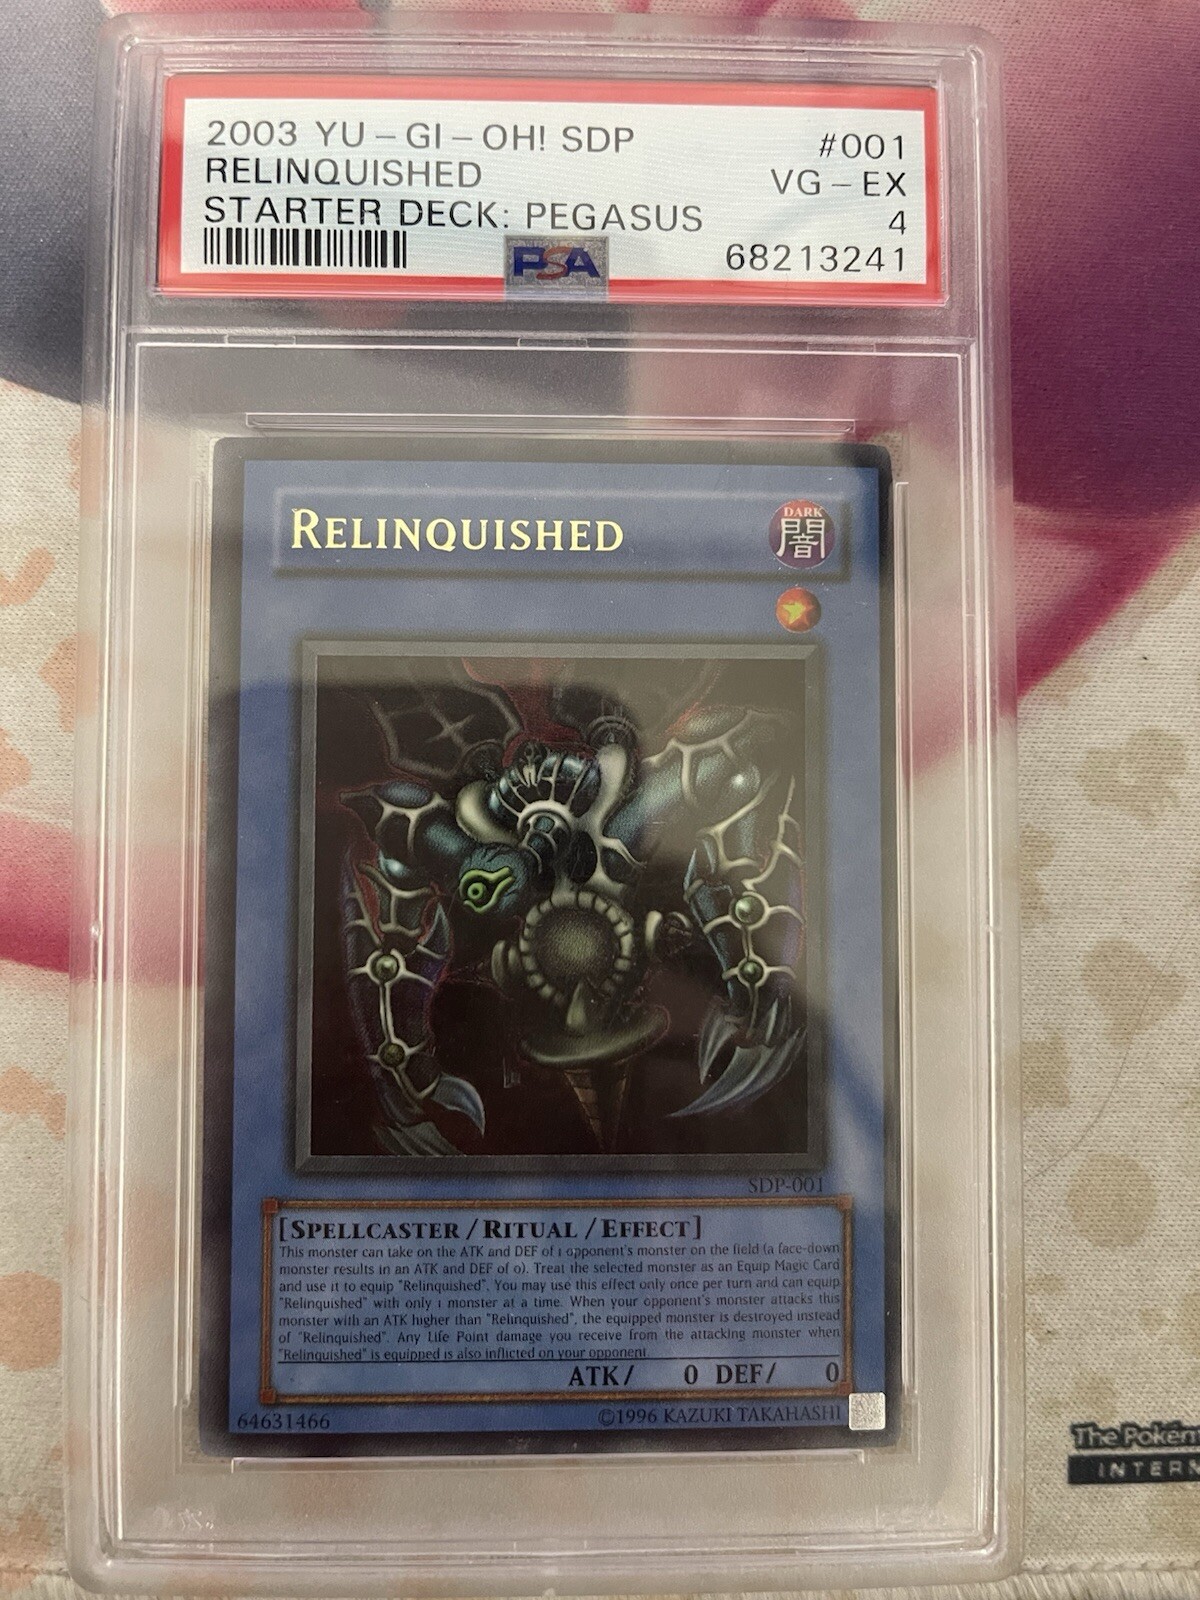 2003 YU-GI-OH! SDP #001
RELINQUISHED VG-EX
STARTER DECK: PEGASUS 4
PSA 68213241
RELINQUISHED
DARK
闇
SDP-001
[SPELLCASTER/RITUAL/EFFECT]
This monster can take on the ATK and DEF of 1 opponent's monster on the field (a face-down
monster results in an ATK and DEF of 0). Treat the selected monster as an Equip Magic Card
and use it to equip "Relinquished". You may use this effect only once per turn and can equip
"Relinquished" with only 1 monster at a time. When your opponent's monster attacks this
monster with an ATK higher than "Relinquished", the equipped monster is destroyed instead
of "Relinquished". Any Life Point damage you receive from the attacking monster when
"Relinquished" is equipped is also inflicted on your opponent.
ATK/ 0 DEF/ 0
64631466 ©1996 KAZUKI TAKAHASHI
The